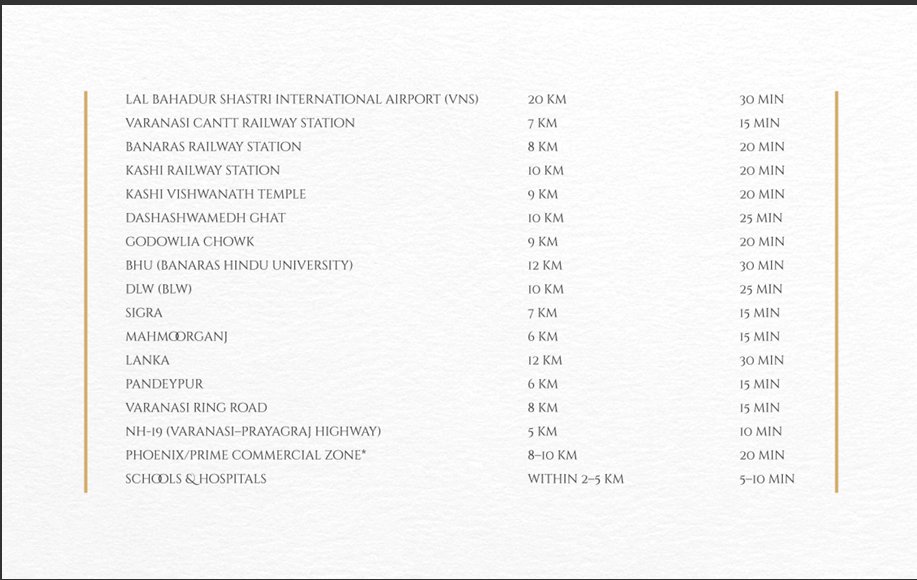 LAL BAHADUR SHASTRI INTERNATIONAL AIRPORT (VNS) 20 KM 30 MIN
VARANASI CANTT RAILWAY STATION 7 KM 15 MIN
BANARAS RAILWAY STATION 8 KM 20 MIN
KASHI RAILWAY STATION 10 KM 20 MIN
KASHI VISHWANATH TEMPLE 9 KM 20 MIN
DASHASHWAMEDH GHAT 10 KM 25 MIN
GODOWLIA CHOWK 9 KM 20 MIN
BHU (BANARAS HINDU UNIVERSITY) 12 KM 30 MIN
DLW (BLW) 10 KM 25 MIN
SIGRA 7 KM 15 MIN
MAHMOORGANJ 6 KM 15 MIN
LANKA 12 KM 30 MIN
PANDEYPUR 6 KM 15 MIN
VARANASI RING ROAD 8 KM 15 MIN
NH-19 (VARANASI–PRAYAGRAJ HIGHWAY) 5 KM 10 MIN
PHOENIX/PRIME COMMERCIAL ZONE* 8–10 KM 20 MIN
SCHOOLS & HOSPITALS WITHIN 2–5 KM 5–10 MIN